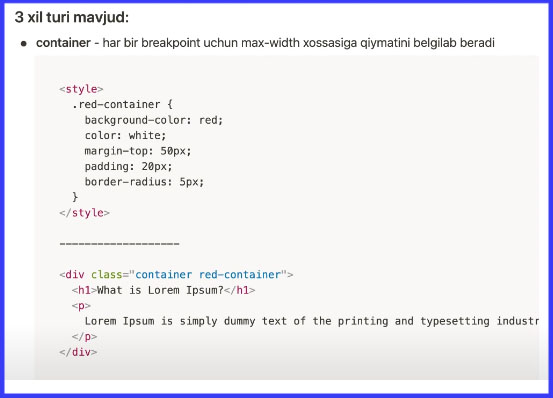 3 xil turi mavjud:
• container - har bir breakpoint uchun max-width xossasiga qiymatini belgilab beradi
<style>
  .red-container {
    background-color: red;
    color: white;
    margin-top: 50px;
    padding: 20px;
    border-radius: 5px;
  }
</style>
-------------------
<div class="container red-container">
  <h1>What is Lorem Ipsum?</h1>
  <p>
    Lorem Ipsum is simply dummy text of the printing and typesetting industr
  </p>
</div>